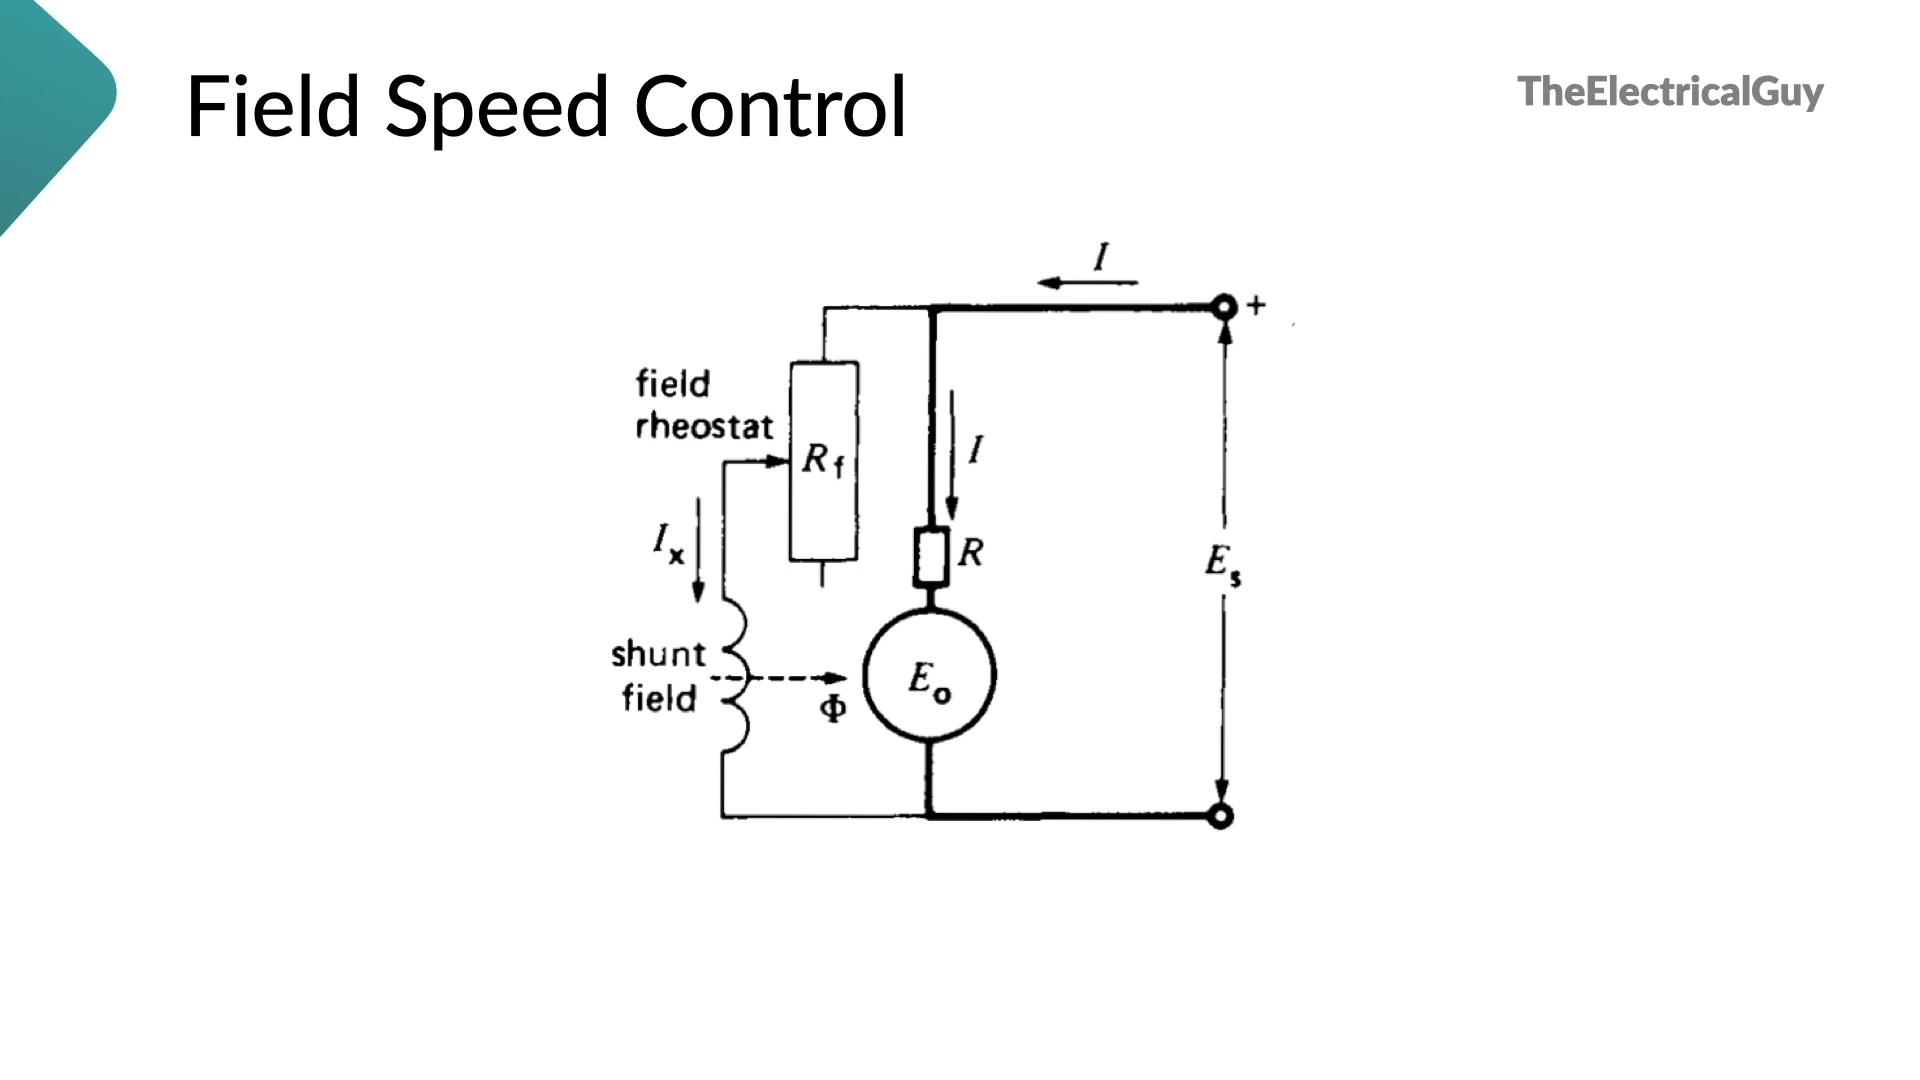 Field Speed Control
TheElectricalGuy
I
+
field
rheostat
Rf
I
Ix
R
Es
shunt
field
Eo
Φ